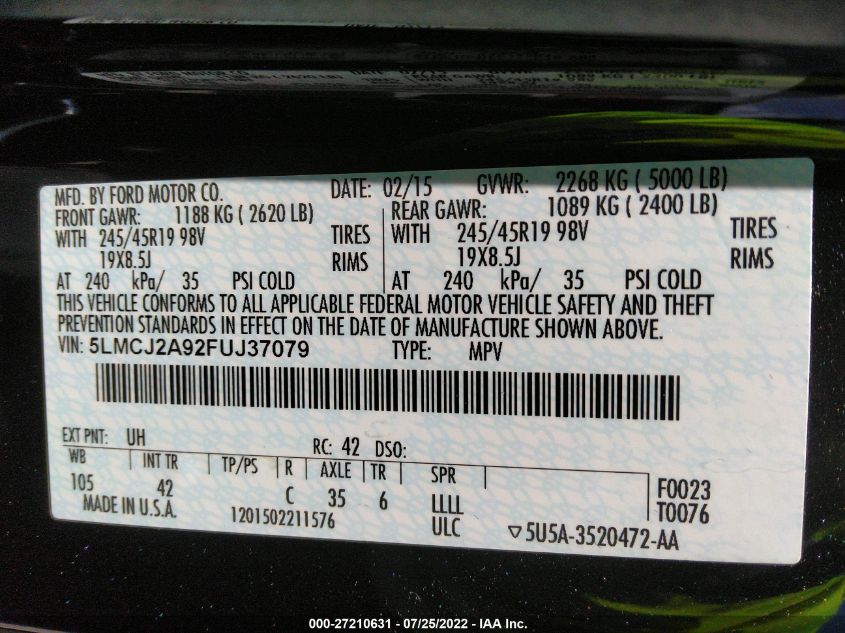 MFD. BY FORD MOTOR CO. DATE: 02/15 GVWR: 2268 KG ( 5000 LB)
FRONT GAWR: 1188 KG ( 2620 LB) REAR GAWR: 1089 KG ( 2400 LB)
WITH 245/45R19 98V TIRES WITH 245/45R19 98V TIRES
19X8.5J RIMS 19X8.5J RIMS
AT 240 kPa/ 35 PSI COLD AT 240 kPa/ 35 PSI COLD
THIS VEHICLE CONFORMS TO ALL APPLICABLE FEDERAL MOTOR VEHICLE SAFETY AND THEFT
PREVENTION STANDARDS IN EFFECT ON THE DATE OF MANUFACTURE SHOWN ABOVE.
VIN: 5LMCJ2A92FUJ37079 TYPE: MPV
EXT PNT: UH RC: 42 DSO:
WB INT TR TP/PS R AXLE TR SPR
105 42 C 35 6 LLLL F0023
MADE IN U.S.A. 1201502211576 ULC T0076
▽5U5A-3520472-AA
000-27210631 - 07/25/2022 - IAA Inc.